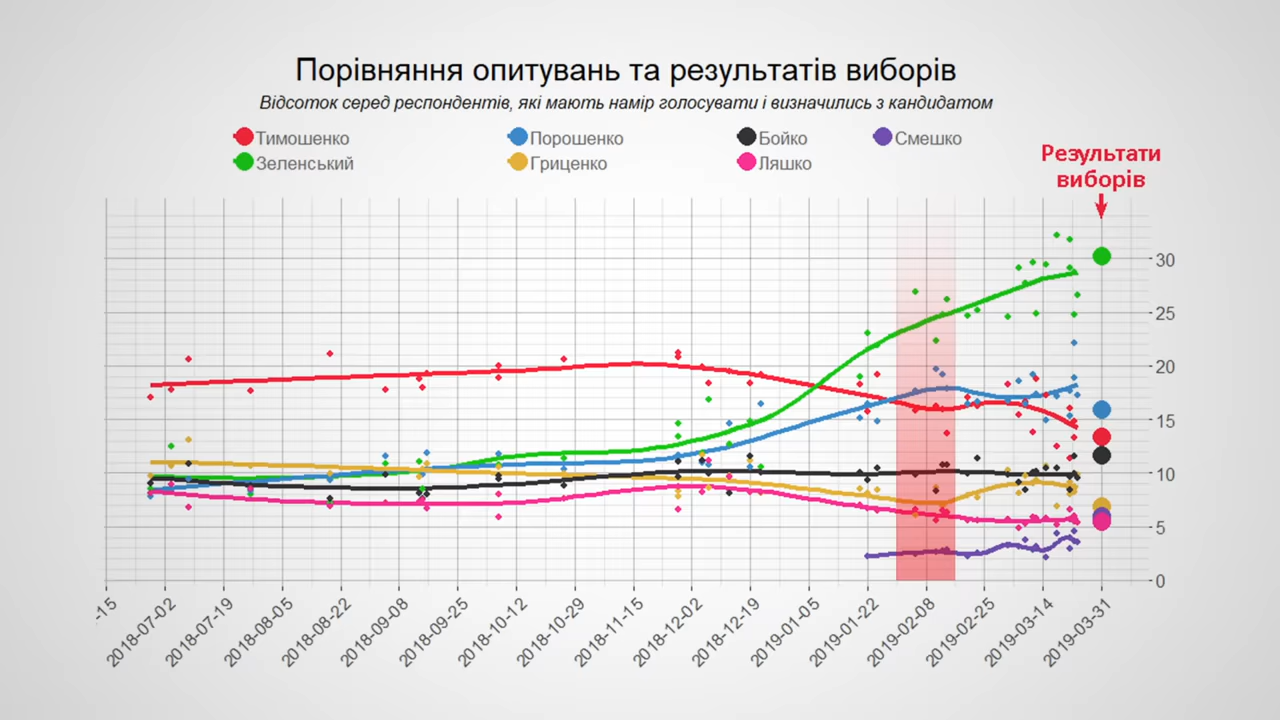 Порівняння опитувань та результатів виборів
Відсоток серед респондентів, які мають намір голосувати і визначились з кандидатом
Тимошенко Порошенко Бойко Смешко
Зеленський Гриценко Ляшко
Результати
виборів
30
25
20
15
10
5
0
-15 2018-07-02 2018-07-19 2018-08-05 2018-08-22 2018-09-08 2018-09-25 2018-10-12 2018-10-29 2018-11-15 2018-12-02 2018-12-19 2019-01-05 2019-01-22 2019-02-08 2019-02-25 2019-03-14 2019-03-31